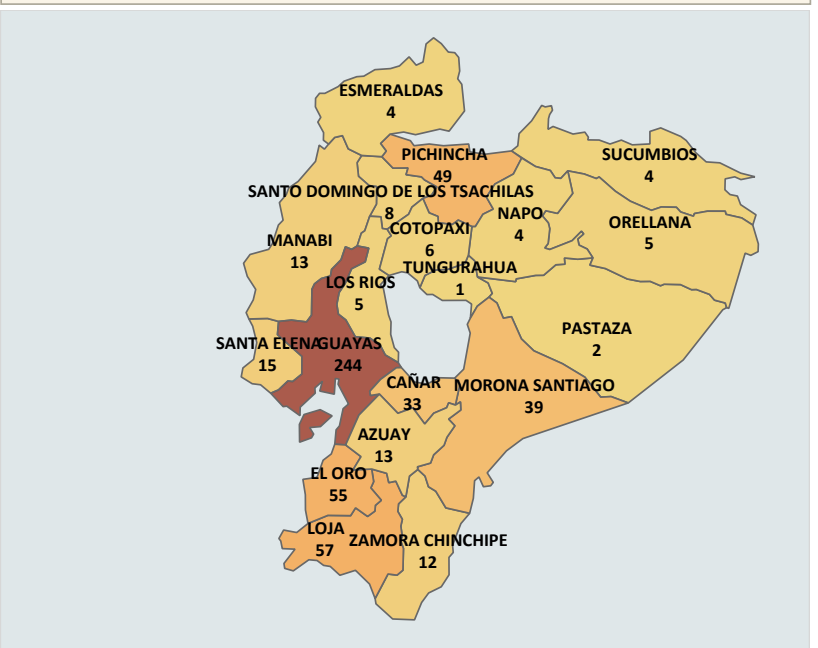 ESMERALDAS
4
PICHINCHA
49
SUCUMBIOS
4
SANTO DOMINGO DE LOS TSACHILAS
8
NAPO
4
ORELLANA
5
COTOPAXI
6
MANABI
13
TUNGURAHUA
1
LOS RIOS
5
PASTAZA
2
SANTA ELENA
15
GUAYAS
244
CAÑAR
33
MORONA SANTIAGO
39
AZUAY
13
EL ORO
55
LOJA
57
ZAMORA CHINCHIPE
12